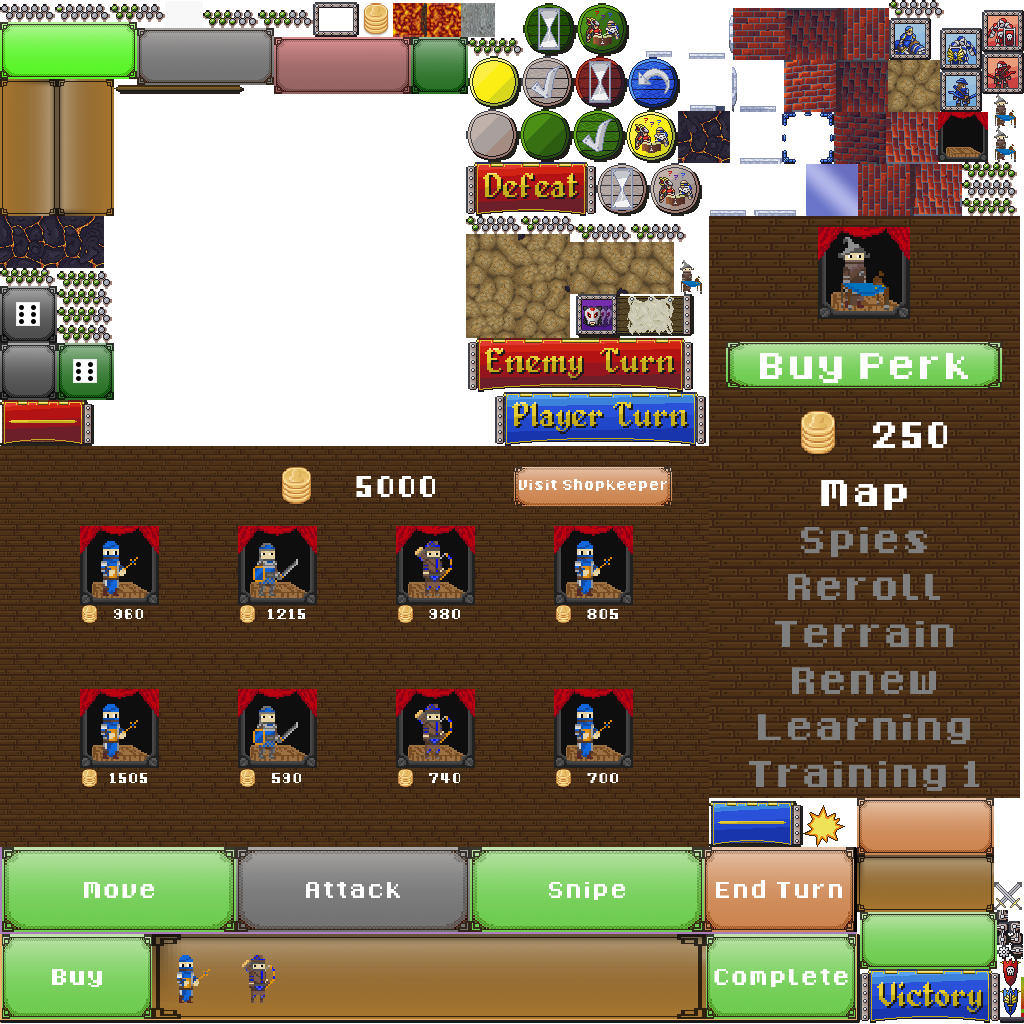 Defeat
Enemy Turn
Player Turn
Buy Perk
250
Map
Spies
Reroll
Terrain
Renew
Learning
Training 1
5000
Visit Shopkeeper
960
1215
980
805
1505
590
740
700
Move
Attack
Snipe
End Turn
Buy
Complete
Victory